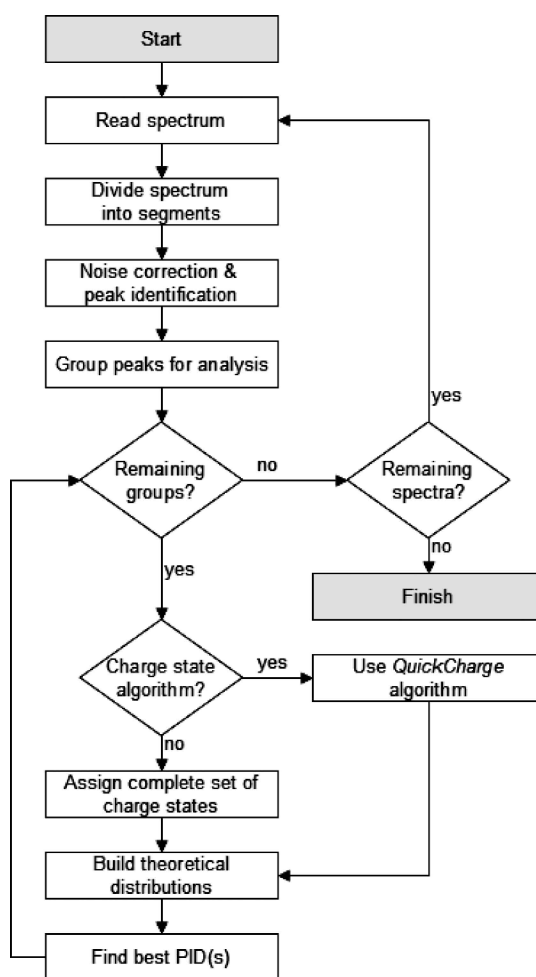 Start
Read spectrum
Divide spectrum
into segments
Noise correction &
peak identification
Group peaks for analysis
yes
Remaining
groups?
no
Remaining
spectra?
no
yes
Finish
Charge state
algorithm?
yes
Use QuickCharge
algorithm
no
Assign complete set of
charge states
Build theoretical
distributions
Find best PID(s)